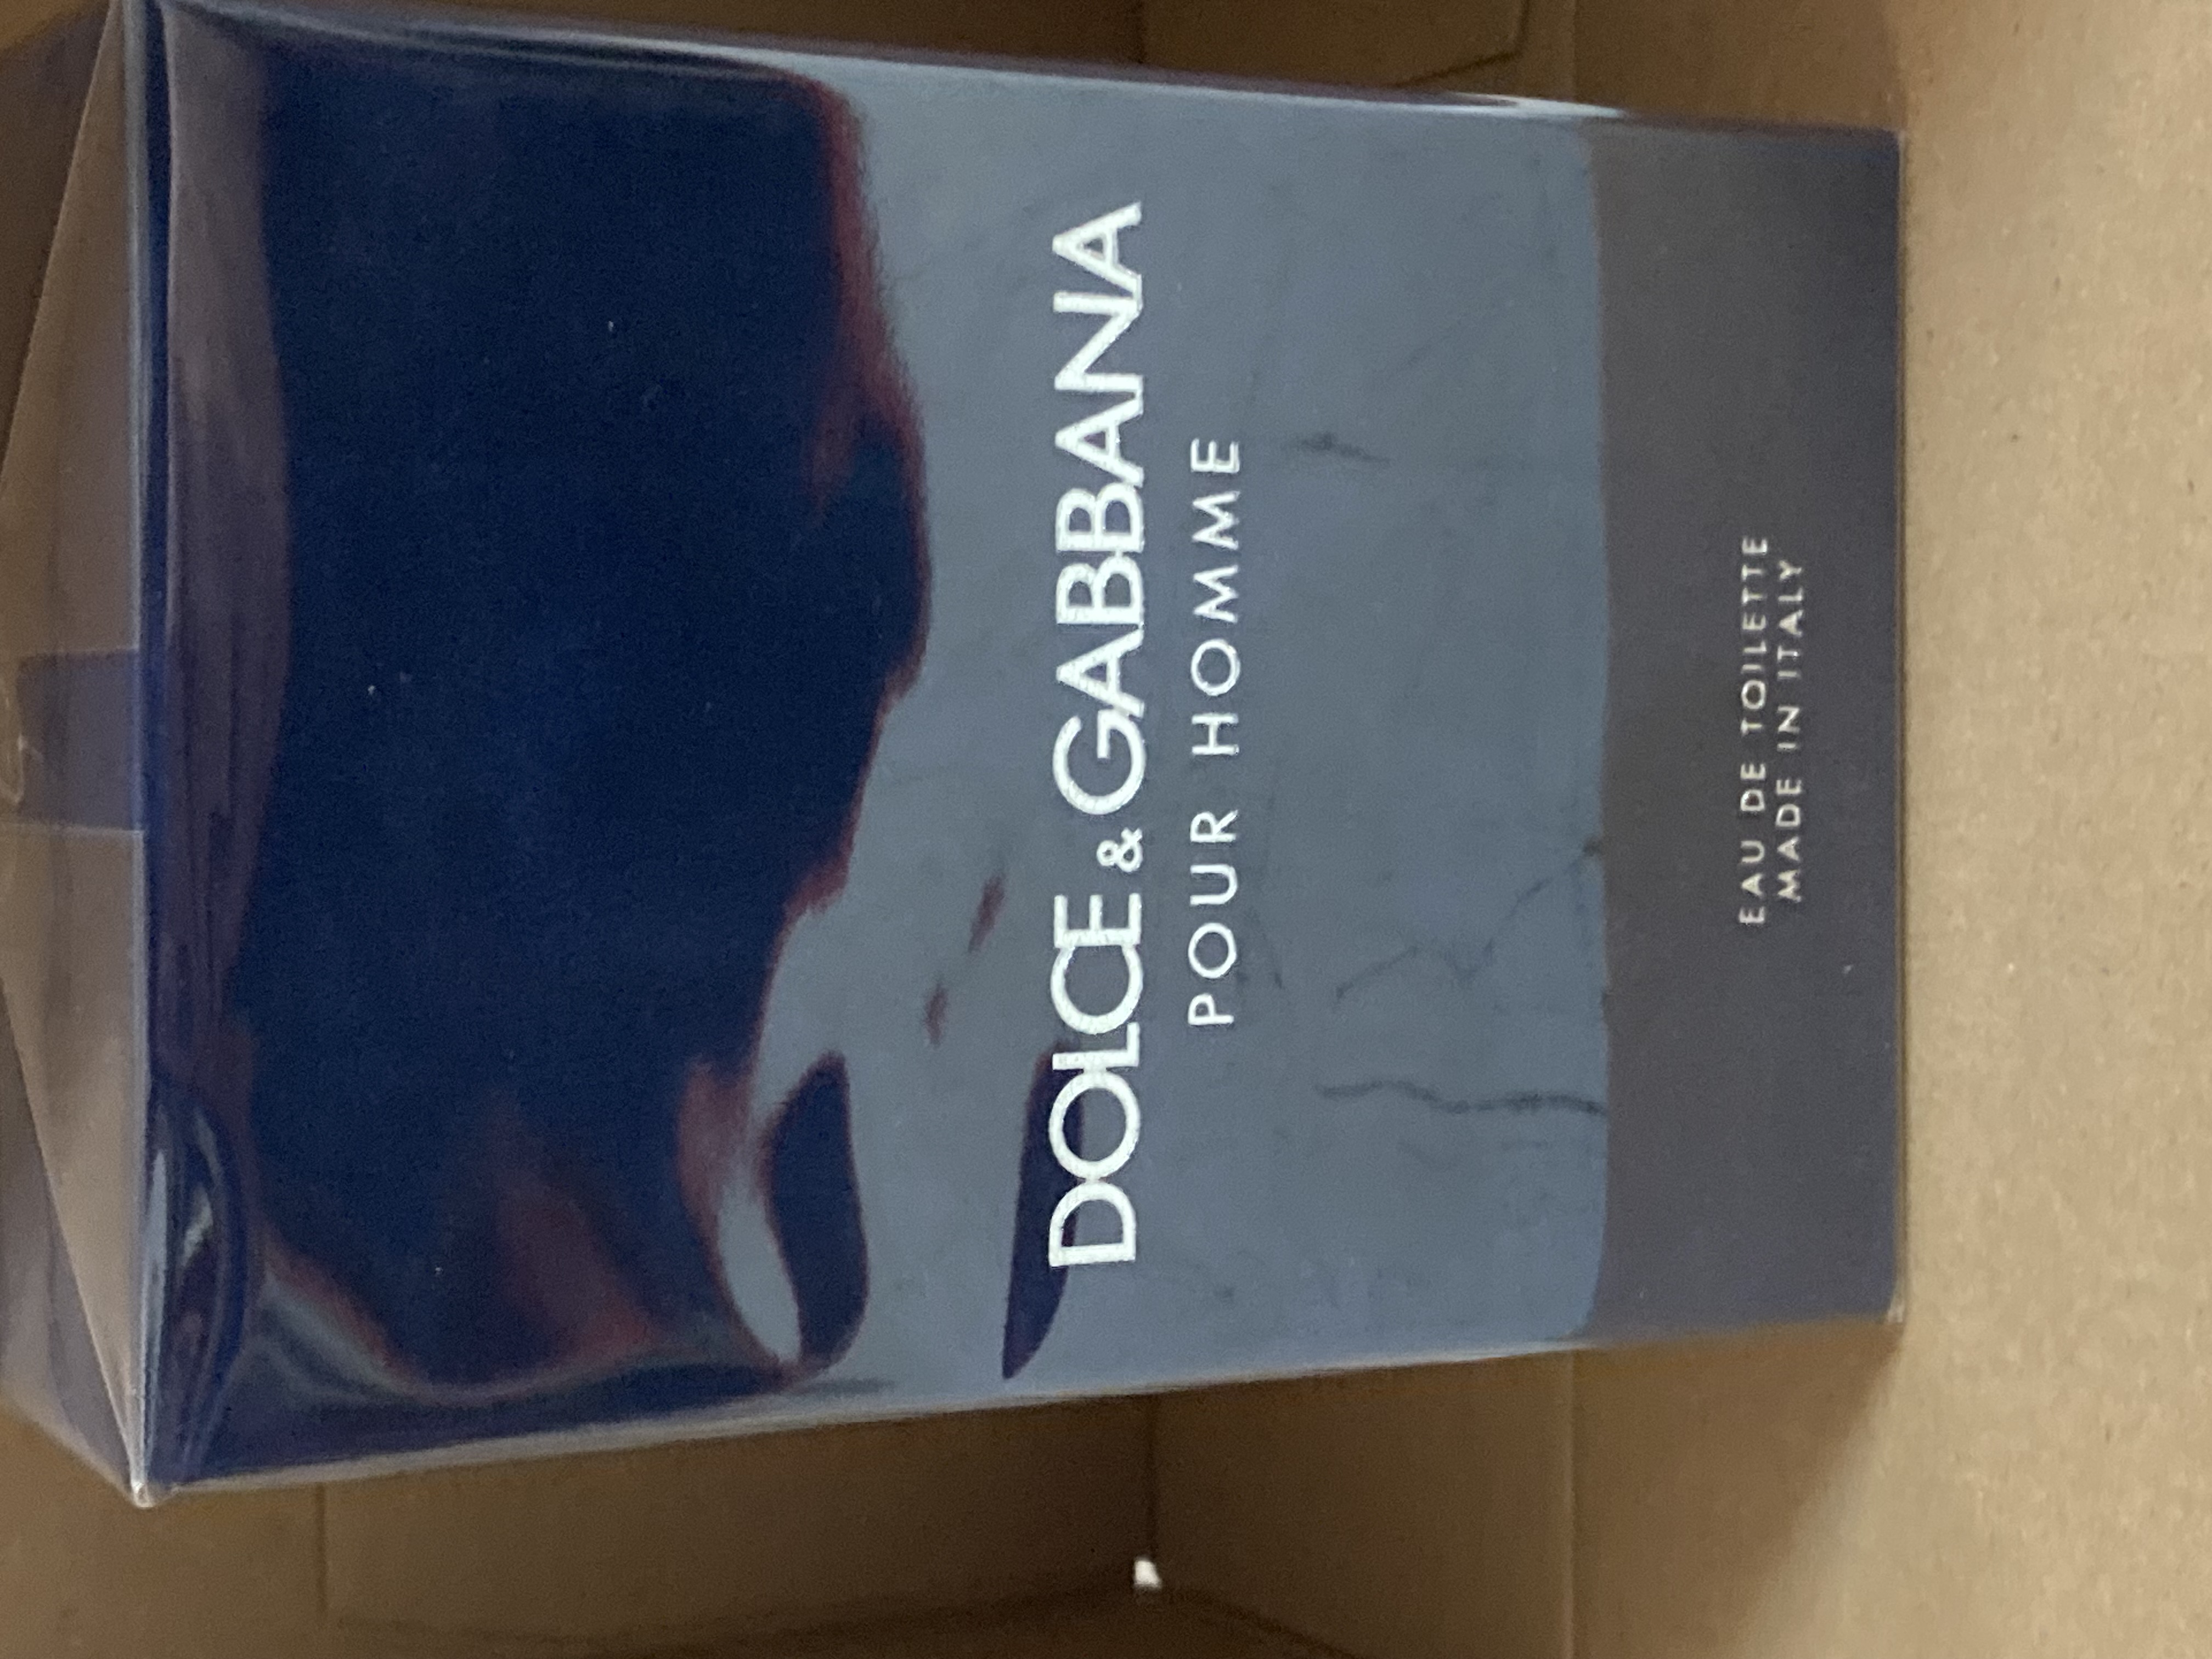 DOLCE & GABBANA
POUR HOMME
EAU DE TOILETTE
MADE IN ITALY